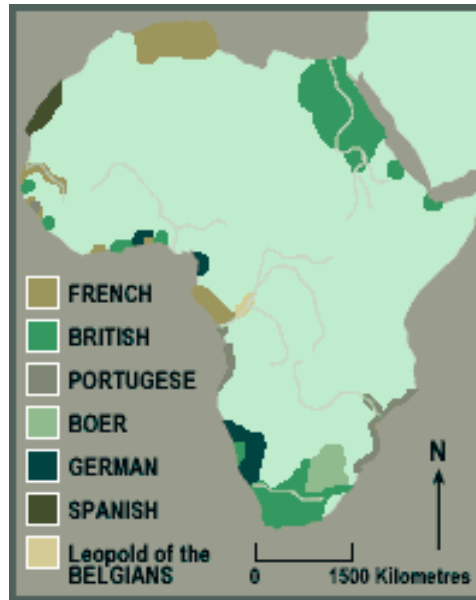 FRENCH
BRITISH
PORTUGESE
BOER
GERMAN
SPANISH
Leopold of the
BELGIANS
N
0 1500 Kilometres